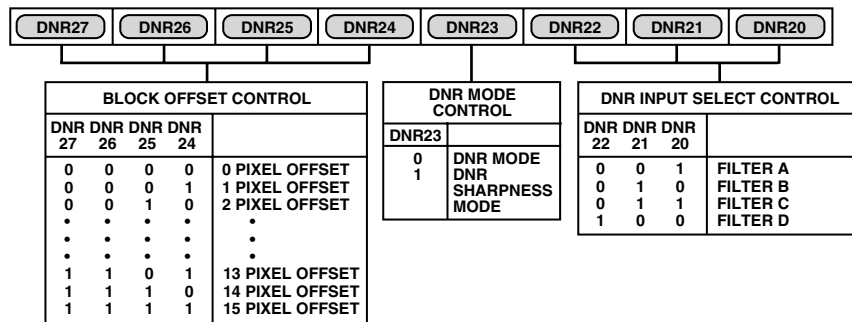 DNR27 DNR26 DNR25 DNR24 DNR23 DNR22 DNR21 DNR20
BLOCK OFFSET CONTROL
DNR DNR DNR DNR
27 26 25 24
0 0 0 0 0 PIXEL OFFSET
0 0 0 1 1 PIXEL OFFSET
0 0 1 0 2 PIXEL OFFSET
• • • • •
• • • • •
• • • • •
1 1 0 1 13 PIXEL OFFSET
1 1 1 0 14 PIXEL OFFSET
1 1 1 1 15 PIXEL OFFSET
DNR MODE
CONTROL
DNR23
0 DNR MODE
1 DNR
SHARPNESS
MODE
DNR INPUT SELECT CONTROL
DNR DNR DNR
22 21 20
0 0 1 FILTER A
0 1 0 FILTER B
0 1 1 FILTER C
1 0 0 FILTER D